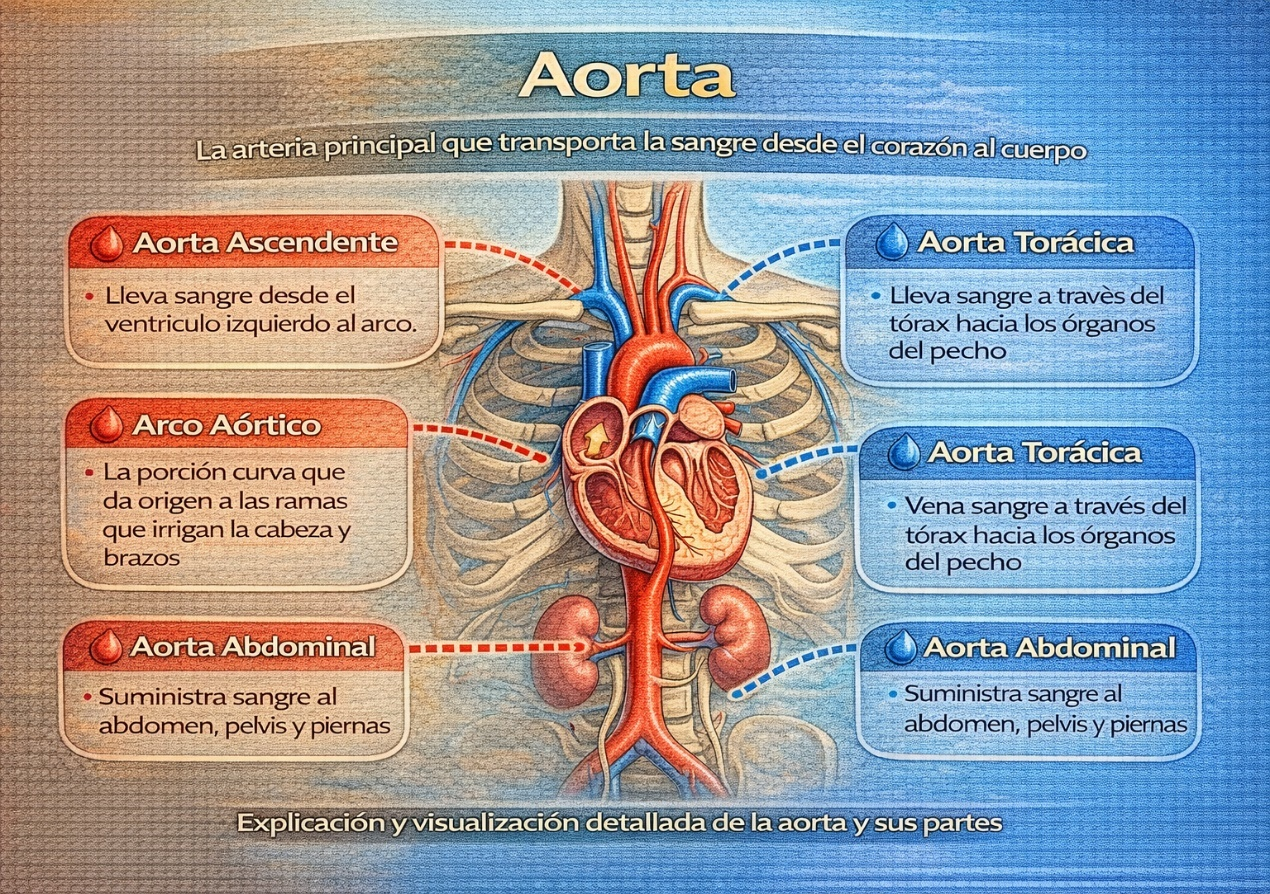 Aorta
La arteria principal que transporta la sangre desde el corazón al cuerpo
Aorta Ascendente
• Lleva sangre desde el
ventriculo izquierdo al arco.
Arco Aórtico
• La porción curva que
da origen a las ramas
que irrigan la cabeza y
brazos
Aorta Abdominal
• Suministra sangre al
abdomen, pelvis y piernas
Aorta Torácica
• Lleva sangre a travès del
tórax hacia los órganos
del pecho
Aorta Torácica
• Vena sangre a través del
tórax hacia los órganos
del pecho
Aorta Abdominal
• Suministra sangre al
abdomen, pelvis y piernas
Explicación y visualización detallada de la aorta y sus partes